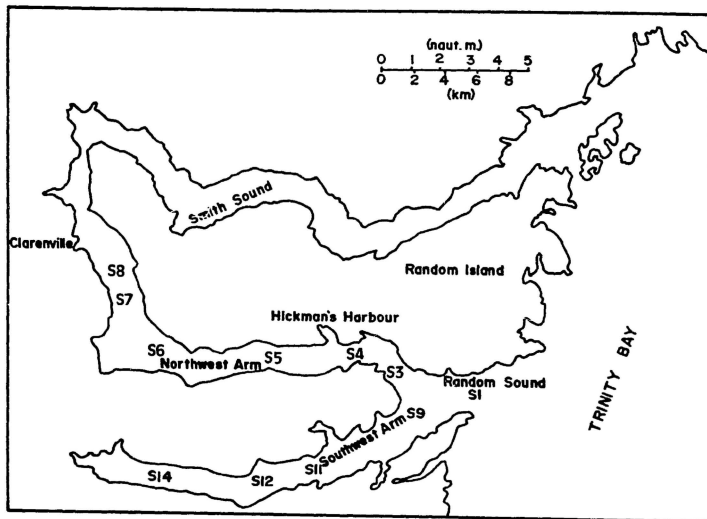 (naut. m.)
0 1 2 3 4 5
0 2 4 6 8
(km)
Smith Sound
Clarenville
Random Island
S8
S7
Hickman's Harbour
S6
Northwest Arm
S5
S4
S3
Random Sound
S1
TRINITY BAY
S9
Southwest Arm
S11
S12
S14